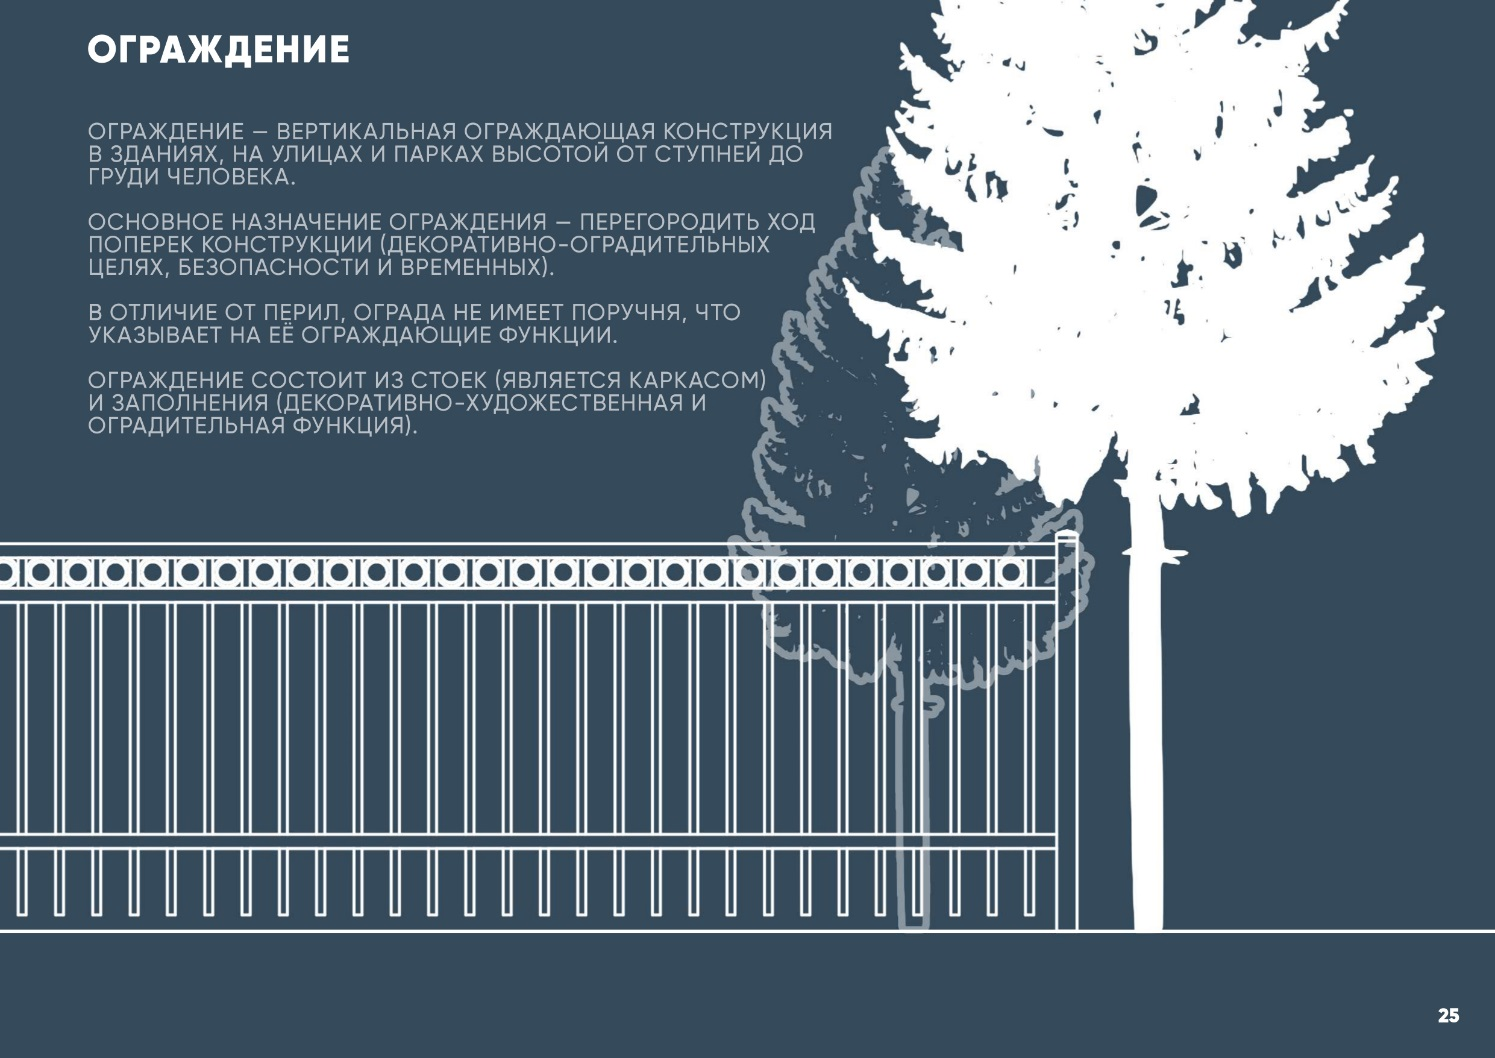 ОГРАЖДЕНИЕ
ОГРАЖДЕНИЕ – ВЕРТИКАЛЬНАЯ ОГРАЖДАЮЩАЯ КОНСТРУКЦИЯ
В ЗДАНИЯХ, НА УЛИЦАХ И ПАРКАХ ВЫСОТОЙ ОТ СТУПНЕЙ ДО
ГРУДИ ЧЕЛОВЕКА.
ОСНОВНОЕ НАЗНАЧЕНИЕ ОГРАЖДЕНИЯ – ПЕРЕГОРОДИТЬ ХОД
ПОПЕРЕК КОНСТРУКЦИИ (ДЕКОРАТИВНО-ОГРАДИТЕЛЬНЫХ
ЦЕЛЯХ, БЕЗОПАСНОСТИ И ВРЕМЕННЫХ).
В ОТЛИЧИЕ ОТ ПЕРИЛ, ОГРАДА НЕ ИМЕЕТ ПОРУЧНЯ, ЧТО
УКАЗЫВАЕТ НА ЕЁ ОГРАЖДАЮЩИЕ ФУНКЦИИ.
ОГРАЖДЕНИЕ СОСТОИТ ИЗ СТОЕК (ЯВЛЯЕТСЯ КАРКАСОМ)
И ЗАПОЛНЕНИЯ (ДЕКОРАТИВНО-ХУДОЖЕСТВЕННАЯ И
ОГРАДИТЕЛЬНАЯ ФУНКЦИЯ).
25